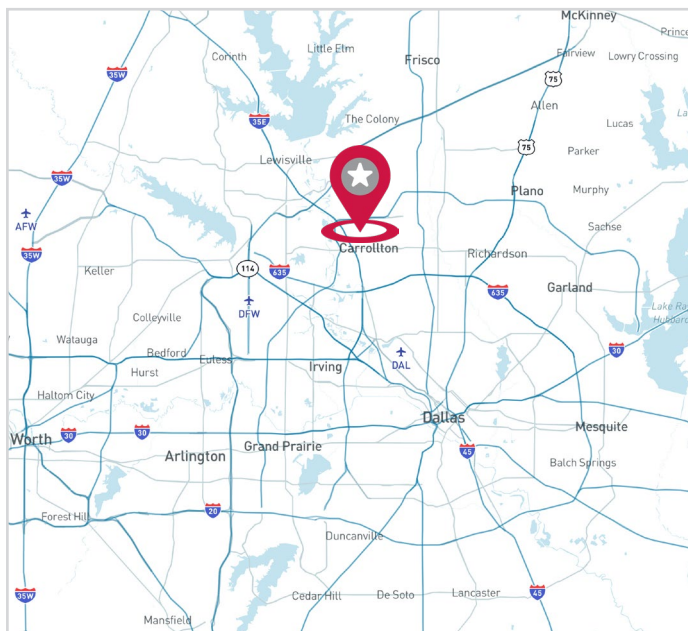 McKinney
Prince
Little Elm
Corinth
Frisco
Fairview
Lowry Crossing
35W
75
Allen
35E
The Colony
Lucas
La
75
Parker
Lewisville
35W
Plano
Murphy
AFW
Sachse
35W
Carrollton
Richardson
Keller
114
635
635
Garland
DFW
Lake Ra
Hubbard
Colleyville
Watauga
Bedford
Euless
30
DAL
Hurst
Irving
Haltom City
Dallas
Worth
30
30
Grand Prairie
Mesquite
Arlington
45
Balch Springs
20
Forest Hill
Duncanville
35W
Cedar Hill
De Soto
Lancaster
45
Mansfield